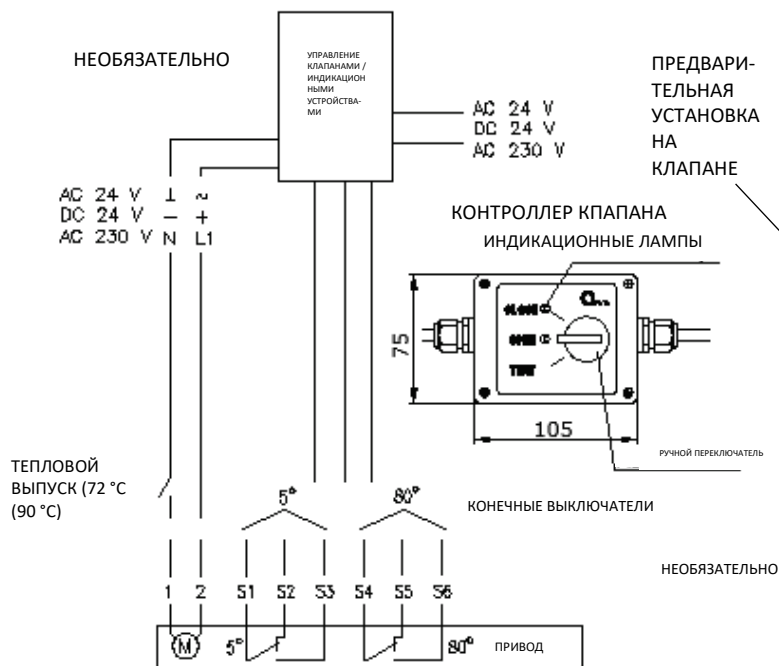 НЕОБЯЗАТЕЛЬНО
УПРАВЛЕНИЕ
КЛАПАНАМИ /
ИНДИКАЦИОН
НЫМИ
УСТРОЙСТВА-
МИ
AC 24 V
DC 24 V
AC 230 V
ПРЕДВАРИ-
ТЕЛЬНАЯ
УСТАНОВКА
НА
КЛАПАНЕ
AC 24 V ⊥ ~
DC 24 V − +
AC 230 V N L1
КОНТРОЛЛЕР КПАПАНА
ИНДИКАЦИОННЫЕ ЛАМПЫ
TEST
75
105
РУЧНОЙ ПЕРЕКЛЮЧАТЕЛЬ
ТЕПЛОВОЙ
ВЫПУСК (72 °C
(90 °C)
5° 80°
КОНЕЧНЫЕ ВЫКЛЮЧАТЕЛИ
НЕОБЯЗАТЕЛЬНО
1 2 S1 S2 S3 S4 S5 S6
M 5° 80° ПРИВОД